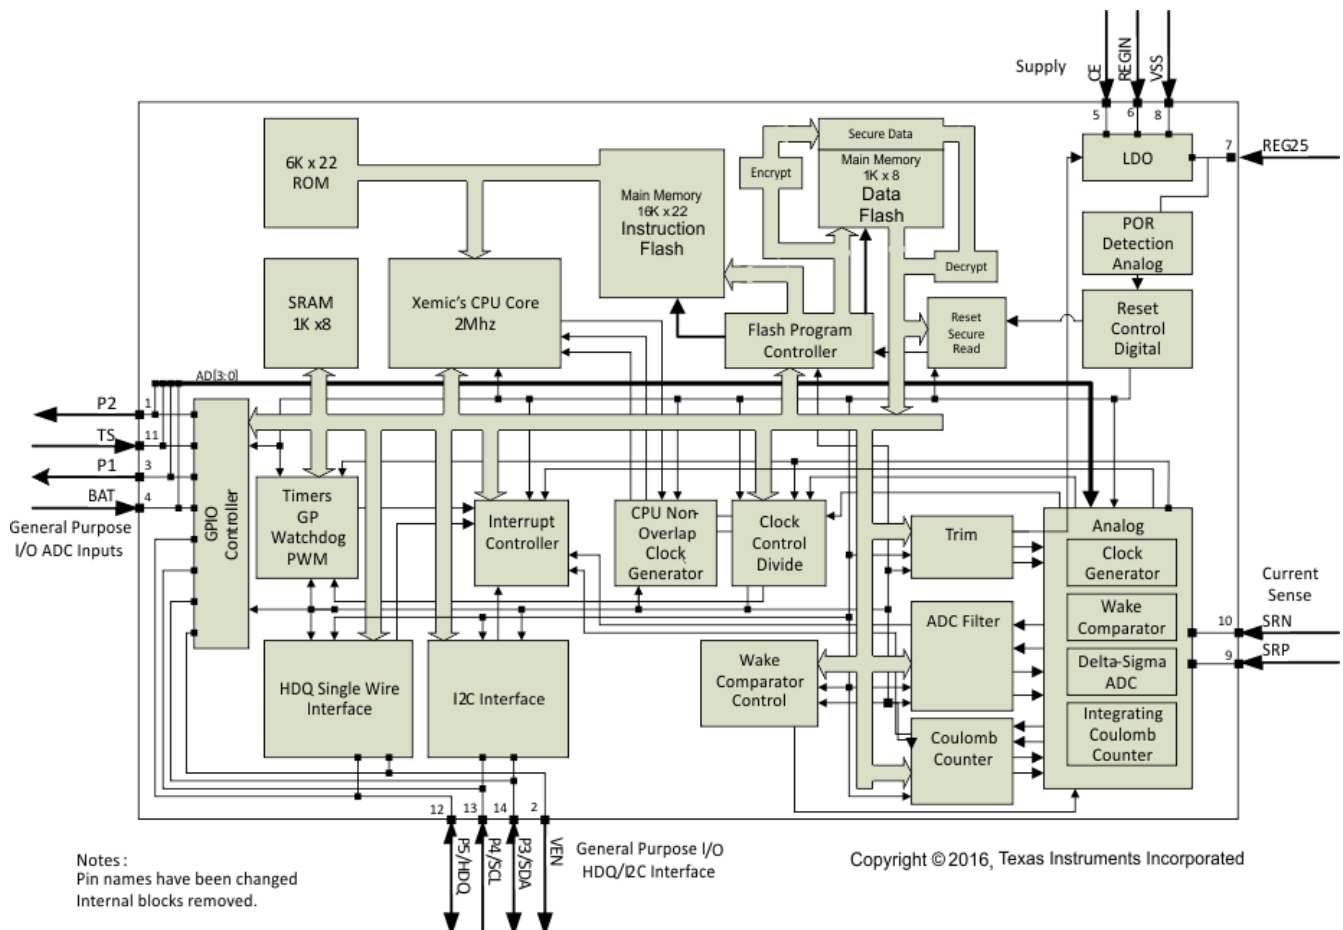 Supply
CE
REGIN
VSS
5
6
8
7
REG25
LDO
6K x 22
ROM
Main Memory
16K x 22
Instruction
Flash
Encrypt
Secure Data
Main Memory
1K x 8
Data
Flash
Decrypt
POR
Detection
Analog
SRAM
1K x8
Xemic's CPU Core
2Mhz
Flash Program
Controller
Reset
Secure
Read
Reset
Control
Digital
AD[3:0]
P2
1
TS
11
P1
3
BAT
4
General Purpose
I/O ADC Inputs
GPIO
Controller
Timers
GP
Watchdog
PWM
Interrupt
Controller
CPU Non-
Overlap
Clock
Generator
Clock
Control
Divide
Trim
Analog
Clock
Generator
Wake
Comparator
Delta-Sigma
ADC
Integrating
Coulomb
Counter
Current
Sense
10
SRN
9
SRP
HDQ Single Wire
Interface
I2C Interface
Wake
Comparator
Control
ADC Filter
Coulomb
Counter
12
13
14
2
P5/HDQ
P4/SCL
P3/SDA
VEN
General Purpose I/O
HDQ/I2C Interface
Notes :
Pin names have been changed
Internal blocks removed.
Copyright © 2016, Texas Instruments Incorporated